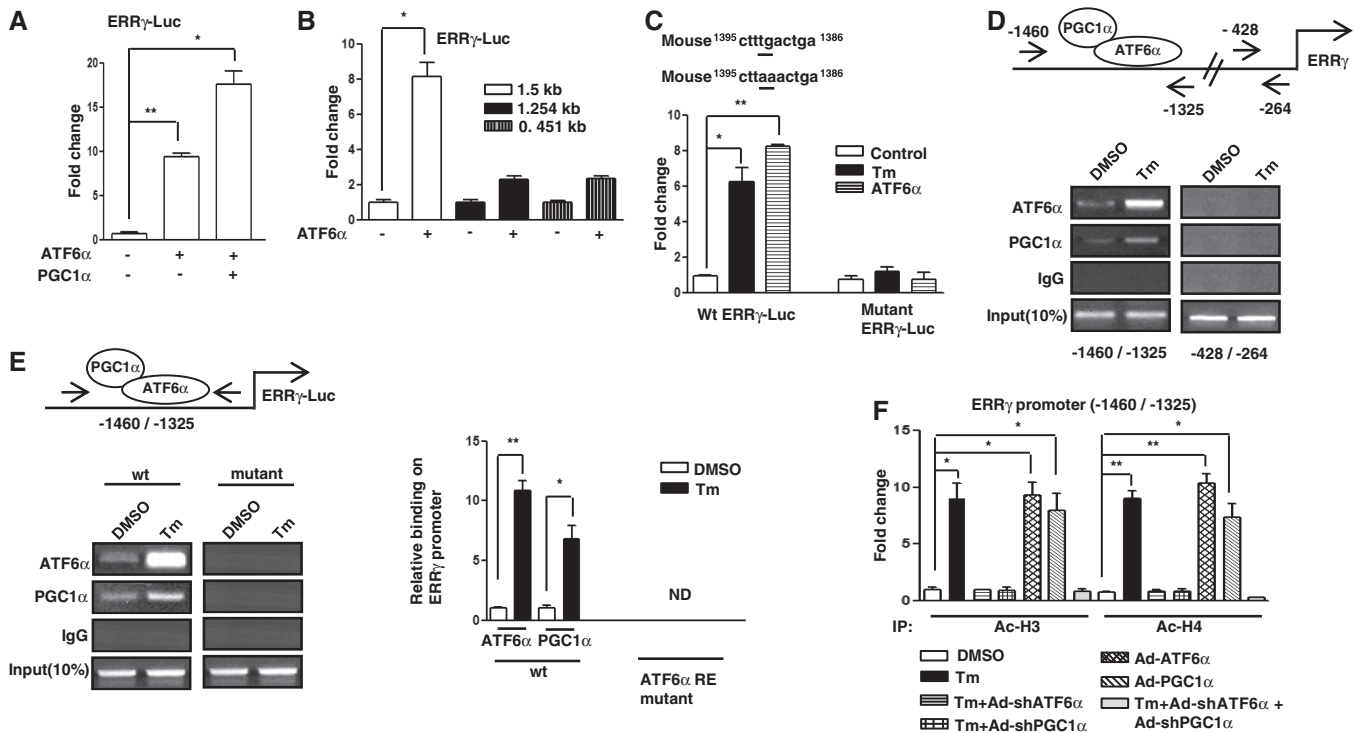 A
ERRγ-Luc
Fold change
20
15
10
5
0
ATF6α - + +
PGC1α - - +
*
**
B
ERRγ-Luc
Fold change
10
8
6
4
2
0
*
1.5 kb
1.254 kb
0. 451 kb
ATF6α - + - + - +
C
Mouse 1395 ctttgactga 1386
Mouse 1395 cttaaactga 1386
Fold change
10
8
6
4
2
0
**
*
Control
Tm
ATF6α
Wt ERRγ-Luc
Mutant
ERRγ-Luc
D
-1460
PGC1α
ATF6α
- 428
ERRγ
-1325
-264
DMSO Tm DMSO Tm
ATF6α
PGC1α
IgG
Input(10%)
-1460 / -1325 -428 / -264
E
PGC1α
ATF6α
ERRγ-Luc
-1460 / -1325
wt mutant
DMSO Tm DMSO Tm
ATF6α
PGC1α
IgG
Input(10%)
Relative binding on
ERRγ promoter
15
10
5
0
**
*
DMSO
Tm
ND
ATF6α PGC1α
wt
ATF6α RE
mutant
F
ERRγ promoter (-1460 / -1325)
Fold change
15
10
5
0
*
*
*
*
**
**
IP: Ac-H3 Ac-H4
DMSO
Tm
Tm+Ad-shATF6α
Tm+Ad-shPGC1α
Ad-ATF6α
Ad-PGC1α
Tm+Ad-shATF6α +
Ad-shPGC1α